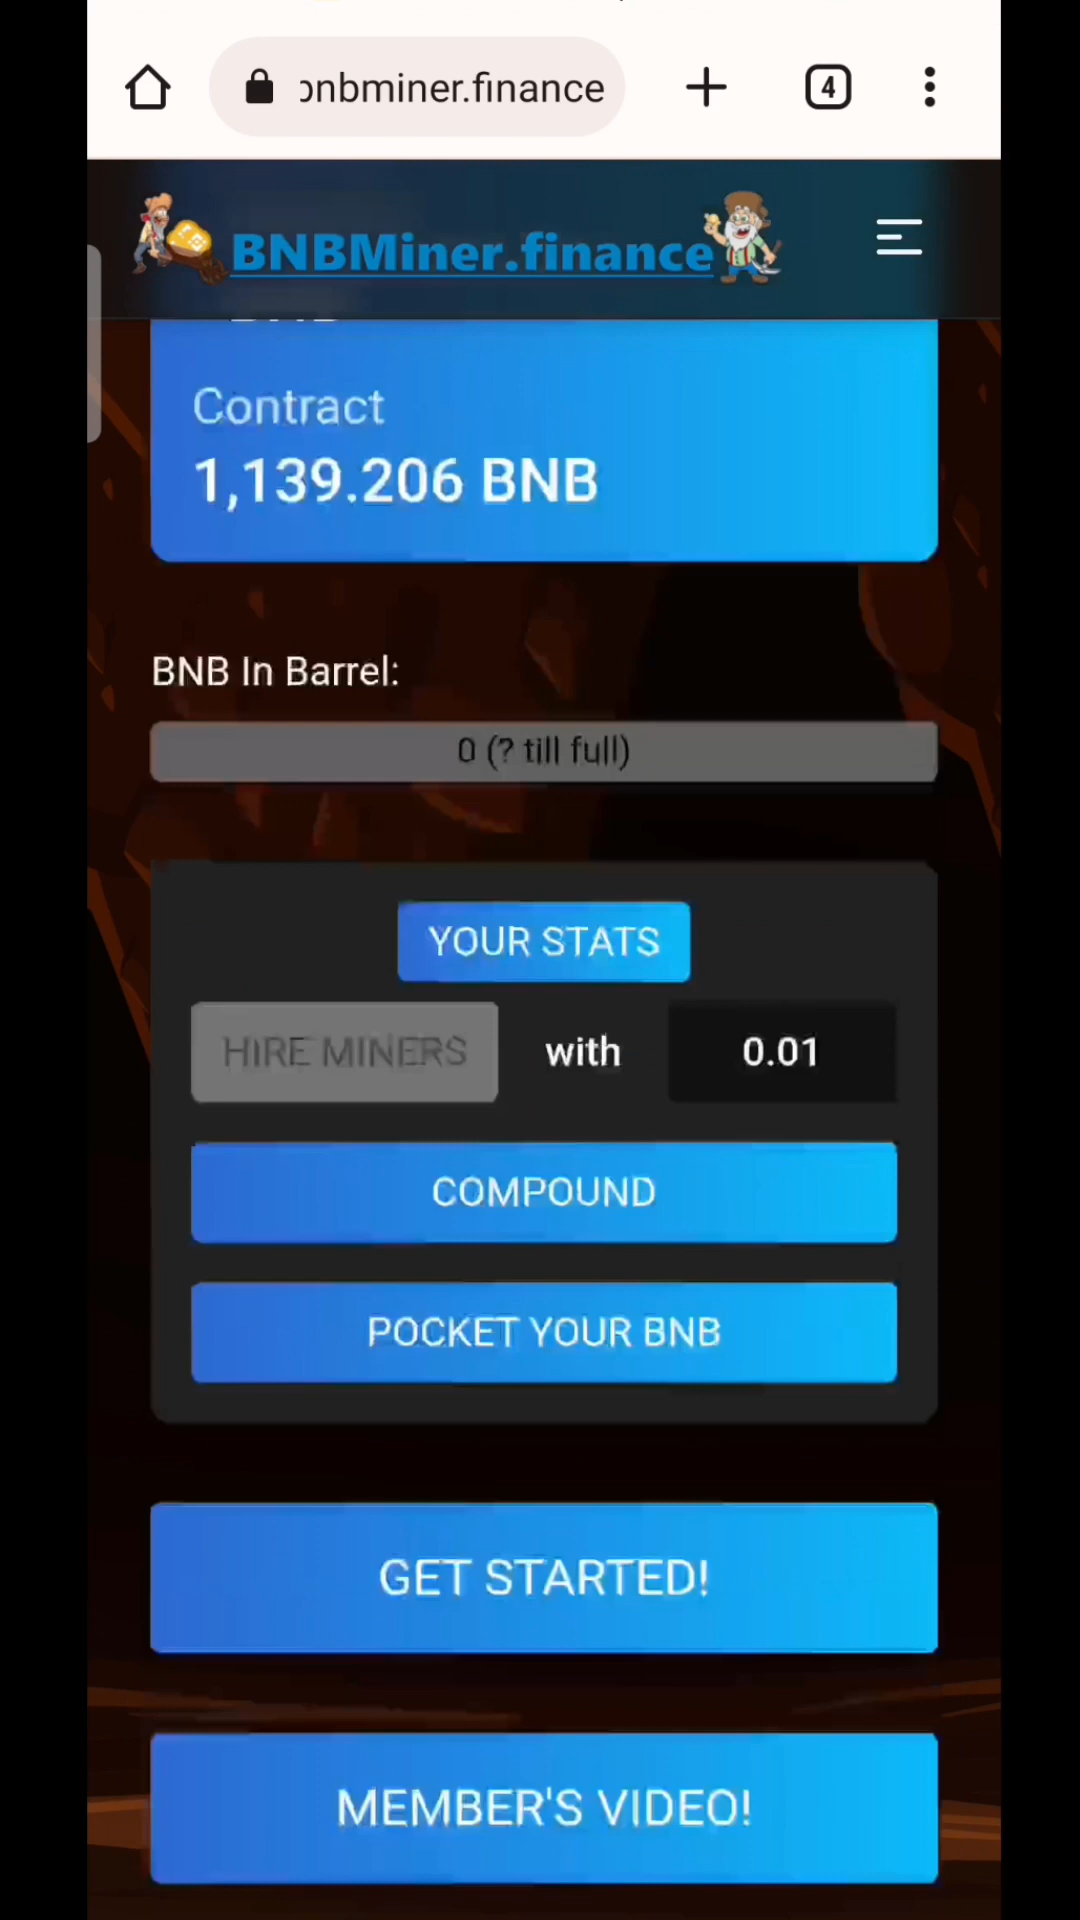 bnbminer.finance
4
BNBMiner.finance
Contract
1,139.206 BNB
BNB In Barrel:
0 (? till full)
YOUR STATS
HIRE MINERS with 0.01
COMPOUND
POCKET YOUR BNB
GET STARTED!
MEMBER'S VIDEO!